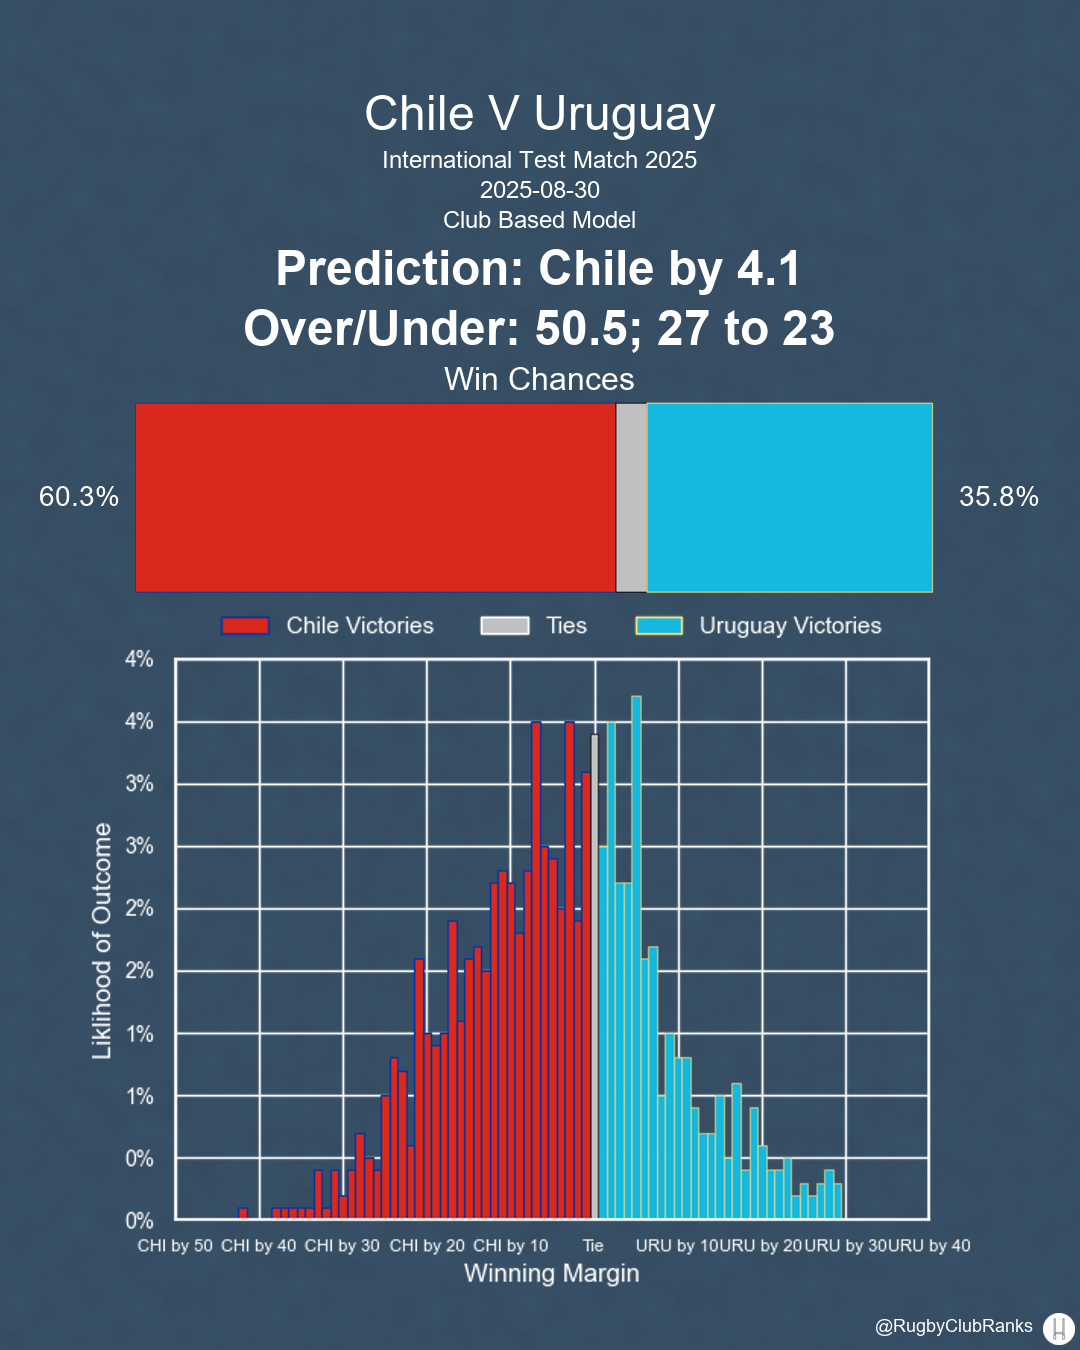 Chile V Uruguay
International Test Match 2025
2025-08-30
Club Based Model
Prediction: Chile by 4.1
Over/Under: 50.5; 27 to 23
Win Chances
60.3%
35.8%
Chile Victories
Ties
Uruguay Victories
4%
4%
3%
3%
2%
2%
1%
1%
0%
0%
Liklihood of Outcome
CHI by 50
CHI by 40
CHI by 30
CHI by 20
CHI by 10
Tie
URU by 10
URU by 20
URU by 30
URU by 40
Winning Margin
@RugbyClubRanks